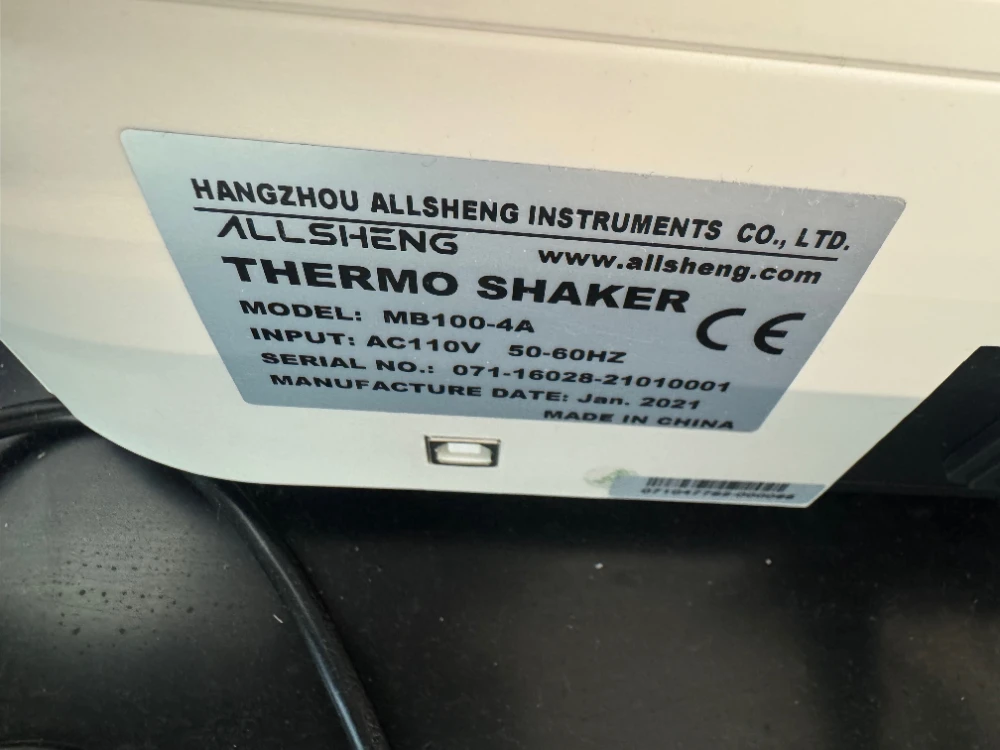 HANGZHOU ALLSHENG INSTRUMENTS CO., LTD.
ALLSHENG
www.allsheng.com
THERMO SHAKER
MODEL: MB100-4A
CE
INPUT: AC110V 50-60HZ
SERIAL NO.: 071-16028-21010001
MANUFACTURE DATE: Jan. 2021
MADE IN CHINA